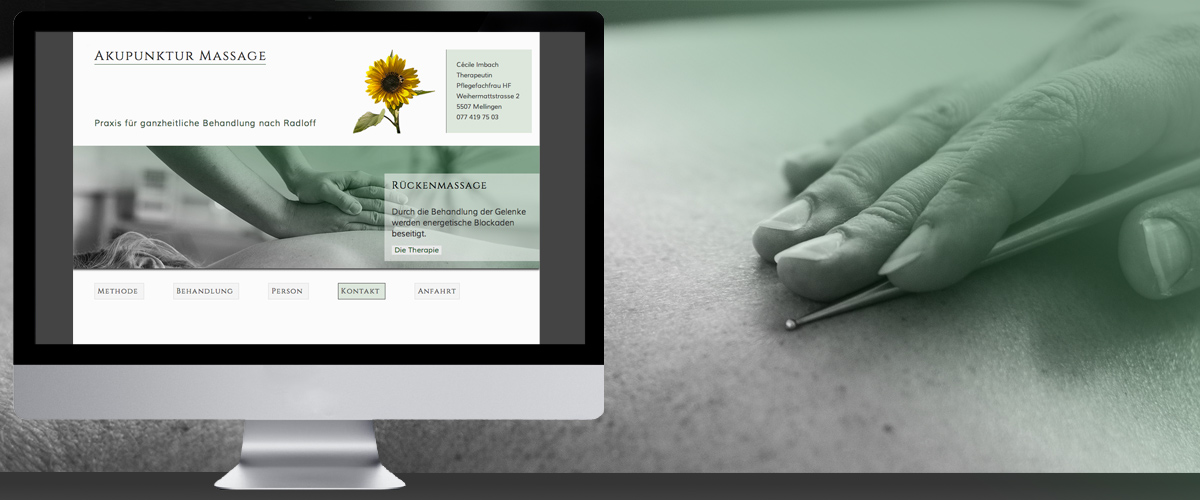 Akupunktur Massage
Praxis für ganzheitliche Behandlung nach Radloff
Cécile Imbach
Therapeutin
Pflegefachfrau HF
Weihermattstrasse 2
5507 Mellingen
077 419 75 03
Rückenmassage
Durch die Behandlung der Gelenke
werden energetische Blockaden
beseitigt.
Die Therapie
Methode Behandlung Person Kontakt Anfahrt